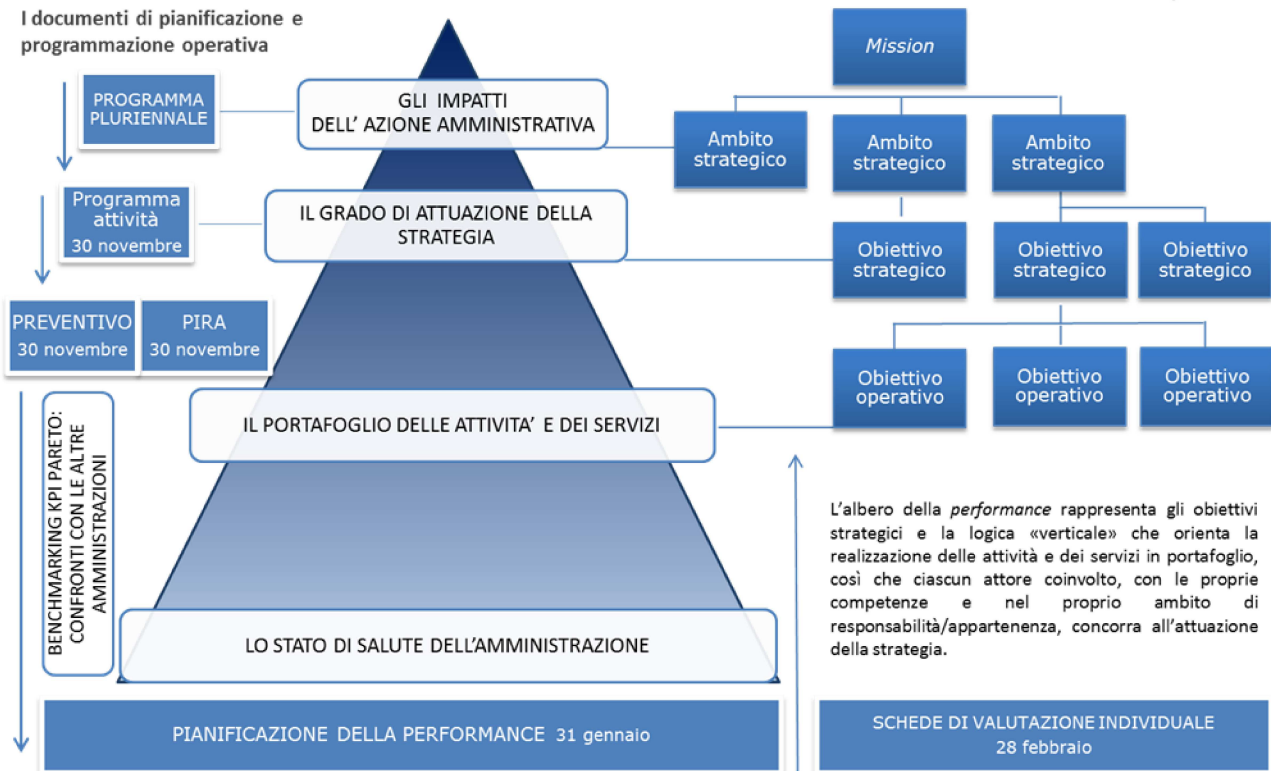 I documenti di pianificazione e
programmazione operativa
PROGRAMMA
PLURIENNALE
GLI IMPATTI
DELL’ AZIONE AMMINISTRATIVA
Mission
Ambito
strategico
Ambito
strategico
Ambito
strategico
Programma
attività
30 novembre
IL GRADO DI ATTUAZIONE DELLA
STRATEGIA
Obiettivo
strategico
Obiettivo
strategico
Obiettivo
strategico
PREVENTIVO
30 novembre
PIRA
30 novembre
Obiettivo
operativo
Obiettivo
operativo
Obiettivo
operativo
BENCHMARKING KPI PARETO:
CONFRONTI CON LE ALTRE
AMMINISTRAZIONI
IL PORTAFOGLIO DELLE ATTIVITA’ E DEI SERVIZI
L’albero della performance rappresenta gli obiettivi
strategici e la logica «verticale» che orienta la
realizzazione delle attività e dei servizi in portafoglio,
così che ciascun attore coinvolto, con le proprie
competenze e nel proprio ambito di
responsabilità/appartenenza, concorra all’attuazione
della strategia.
LO STATO DI SALUTE DELL’AMMINISTRAZIONE
PIANIFICAZIONE DELLA PERFORMANCE 31 gennaio
SCHEDE DI VALUTAZIONE INDIVIDUALE
28 febbraio